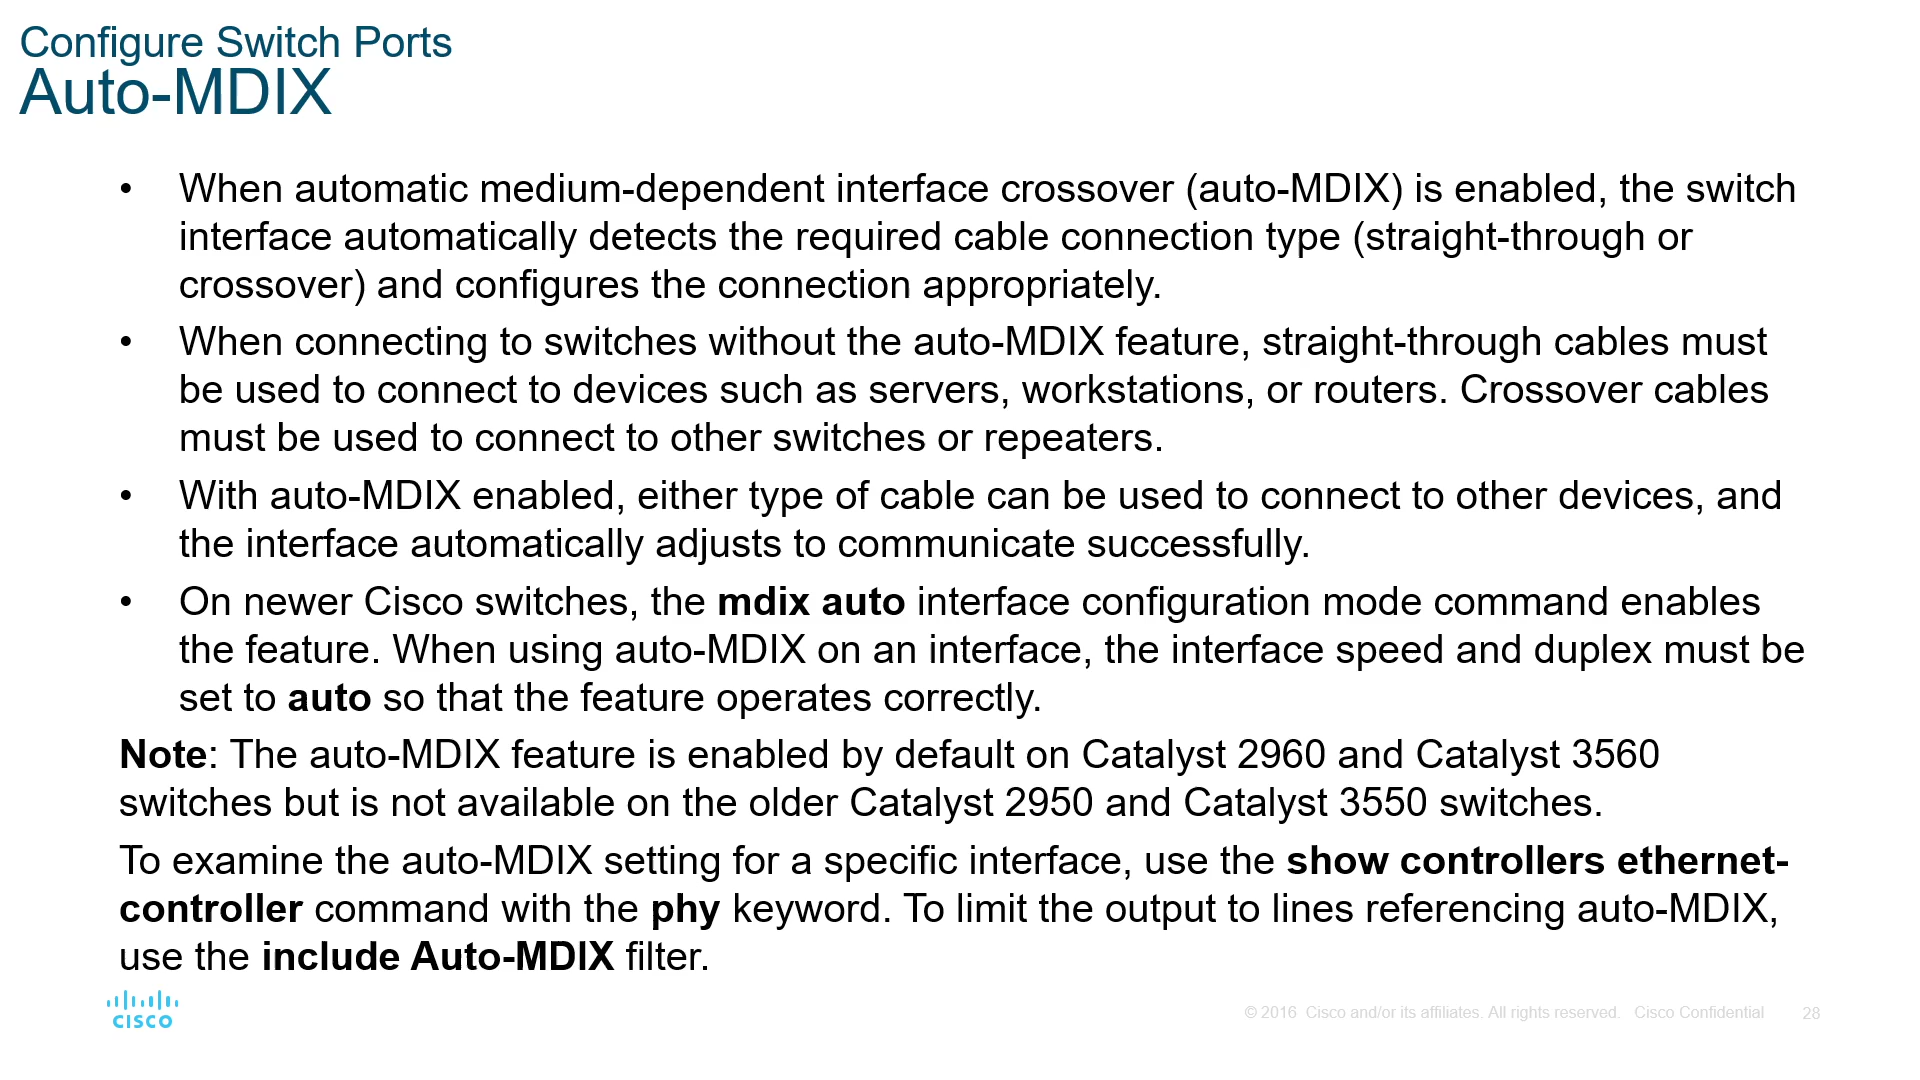 Configure Switch Ports
Auto-MDIX
• When automatic medium-dependent interface crossover (auto-MDIX) is enabled, the switch
interface automatically detects the required cable connection type (straight-through or
crossover) and configures the connection appropriately.
• When connecting to switches without the auto-MDIX feature, straight-through cables must
be used to connect to devices such as servers, workstations, or routers. Crossover cables
must be used to connect to other switches or repeaters.
• With auto-MDIX enabled, either type of cable can be used to connect to other devices, and
the interface automatically adjusts to communicate successfully.
• On newer Cisco switches, the mdix auto interface configuration mode command enables
the feature. When using auto-MDIX on an interface, the interface speed and duplex must be
set to auto so that the feature operates correctly.
Note: The auto-MDIX feature is enabled by default on Catalyst 2960 and Catalyst 3560
switches but is not available on the older Catalyst 2950 and Catalyst 3550 switches.
To examine the auto-MDIX setting for a specific interface, use the show controllers ethernet-
controller command with the phy keyword. To limit the output to lines referencing auto-MDIX,
use the include Auto-MDIX filter.
CISCO
© 2016 Cisco and/or its affiliates. All rights reserved. Cisco Confidential 28